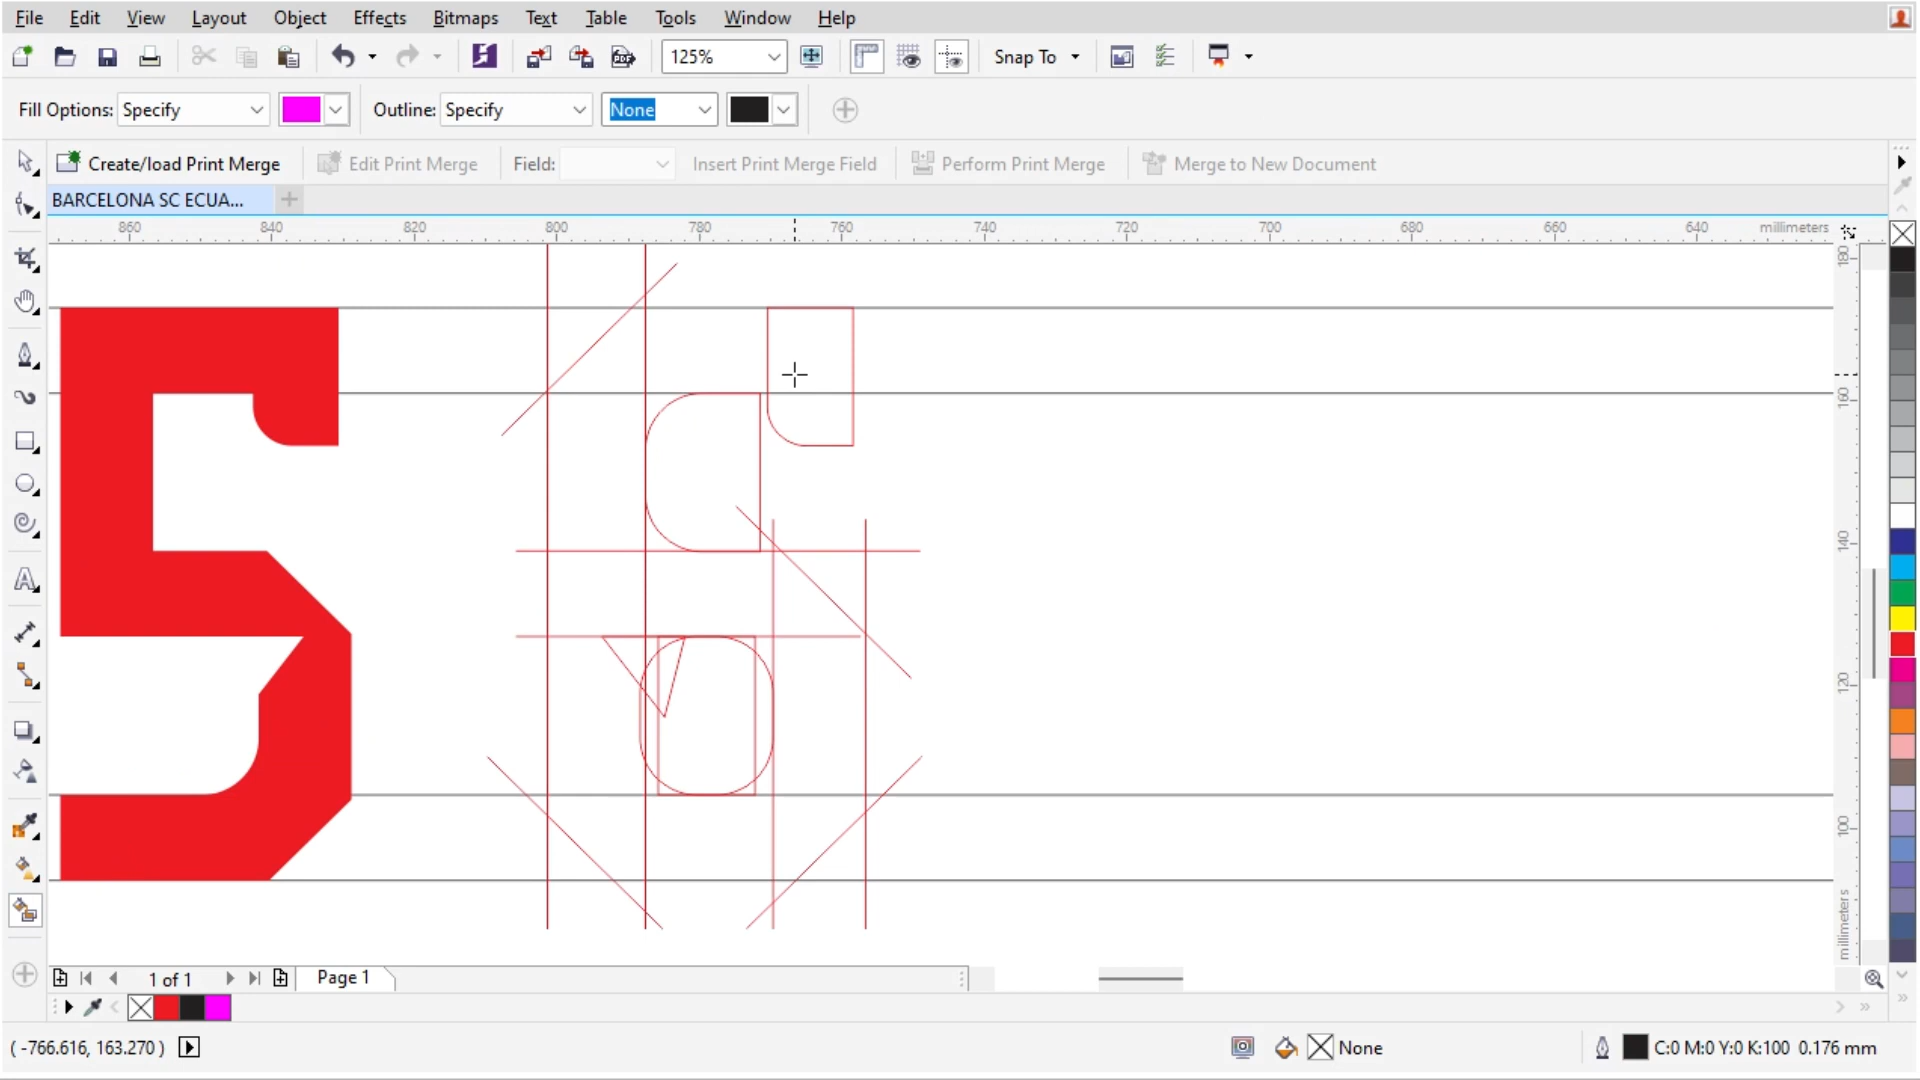 File Edit View Layout Object Effects Bitmaps Text Table Tools Window Help
PDF 125% Snap To
Fill Options: Specify Outline: Specify None
Create/load Print Merge Edit Print Merge Field: Insert Print Merge Field Perform Print Merge Merge to New Document
BARCELONA SC ECUA...
860 840 820 800 780 760 740 720 700 680 660 640 millimeters
180
160
140
120
100
millimeters
1 of 1 Page 1
( -766.616, 163.270 ) None C:0 M:0 Y:0 K:100 0.176 mm